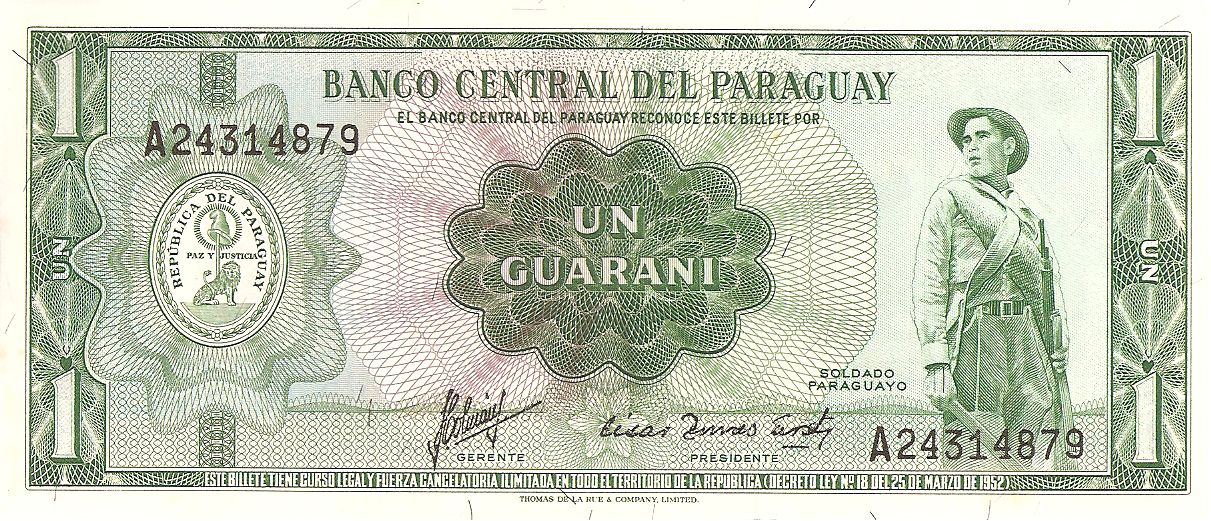 1
1
BANCO CENTRAL DEL PARAGUAY
EL BANCO CENTRAL DEL PARAGUAY RECONOCE ESTE BILLETE POR
A24314879
REPÚBLICA DEL PARAGUAY
PAZ Y JUSTICIA
UN
UN
GUARANI
UN
SOLDADO
PARAGUAYO
1
1
GERENTE
PRESIDENTE
A24314879
ESTE BILLETE TIENE CURSO LEGAL Y FUERZA CANCELATORIA ILIMITADA EN TODO EL TERRITORIO DE LA REPUBLICA (DECRETO LEY Nº 18 DEL 25 DE MARZO DE 1952)
THOMAS DE LA RUE & COMPANY, LIMITED.